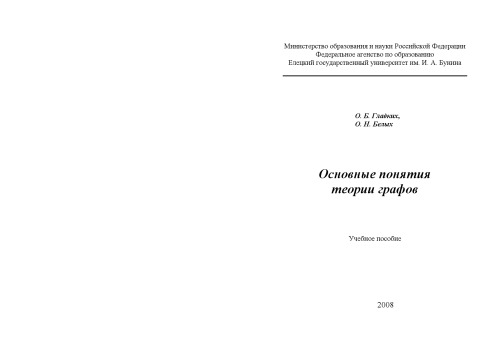 Министерство образования и науки Российской Федерации
Федеральное агенство по образованию
Елецкий государственный университет им. И. А. Бунина
О. Б. Гладких,
О. Н. Белых
Основные понятия
теории графов
Учебное пособие
2008